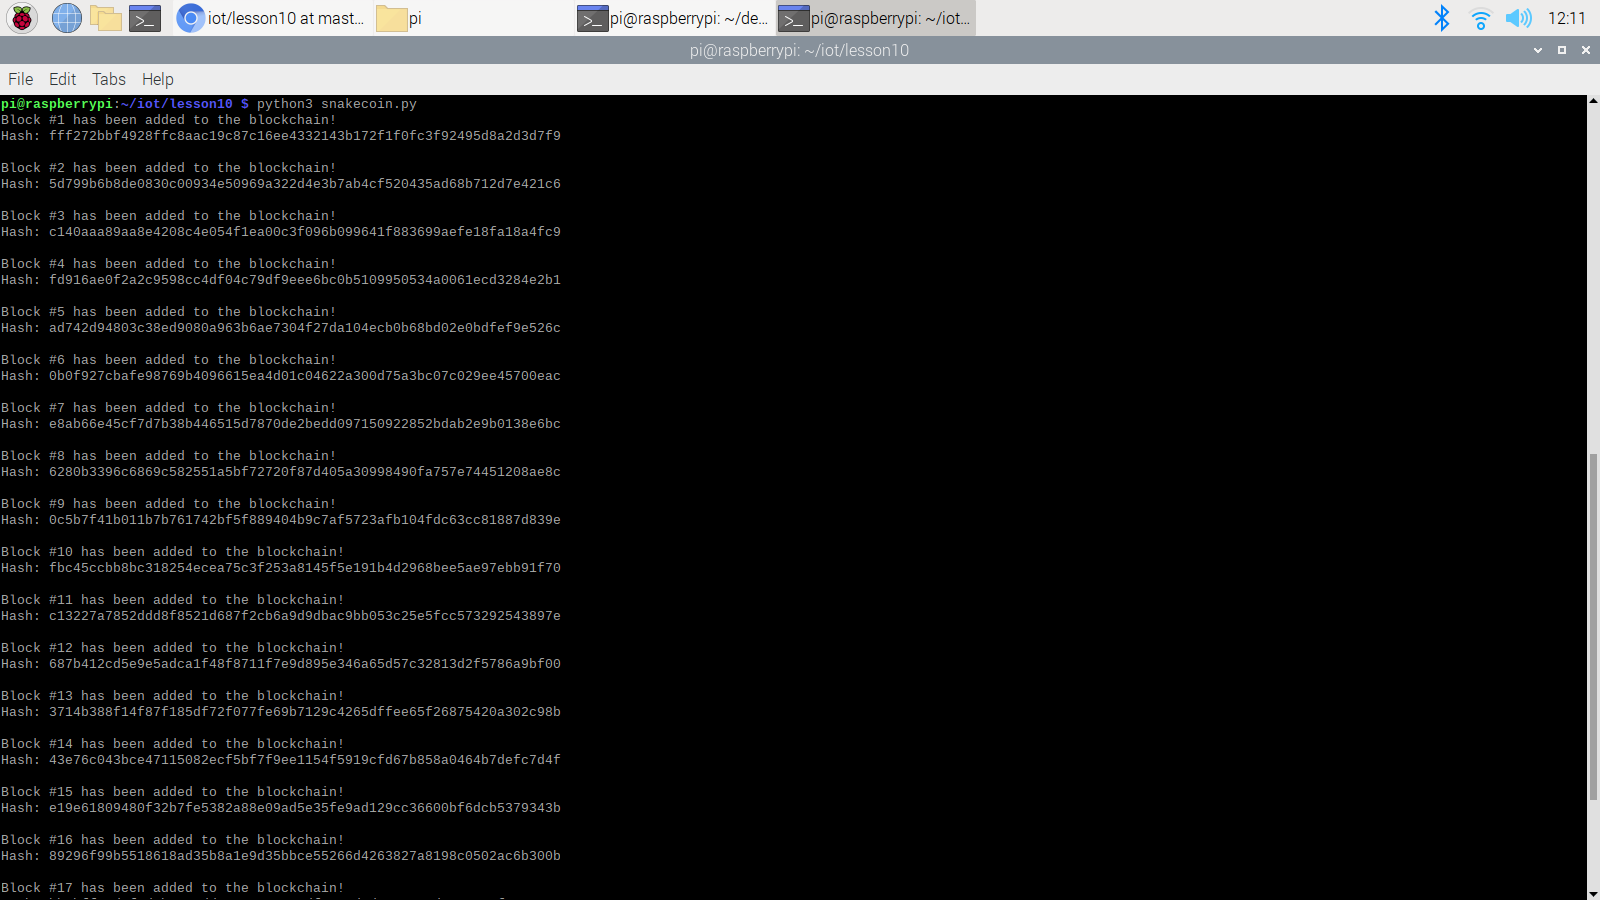 iot/lesson10 at mast...
pi
pi@raspberrypi: ~/de...
pi@raspberrypi: ~/iot...
12:11
pi@raspberrypi: ~/iot/lesson10
File Edit Tabs Help
pi@raspberrypi:~/iot/lesson10 $ python3 snakecoin.py
Block #1 has been added to the blockchain!
Hash: fff272bbf4928ffc8aac19c87c16ee4332143b172f1f0fc3f92495d8a2d3d7f9
Block #2 has been added to the blockchain!
Hash: 5d799b6b8de0830c00934e50969a322d4e3b7ab4cf520435ad68b712d7e421c6
Block #3 has been added to the blockchain!
Hash: c140aaa89aa8e4208c4e054f1ea00c3f096b099641f883699aefe18fa18a4fc9
Block #4 has been added to the blockchain!
Hash: fd916ae0f2a2c9598cc4df04c79df9eee6bc0b5109950534a0061ecd3284e2b1
Block #5 has been added to the blockchain!
Hash: ad742d94803c38ed9080a963b6ae7304f27da104ecb0b68bd02e0bdfef9e526c
Block #6 has been added to the blockchain!
Hash: 0b0f927cbafe98769b4096615ea4d01c04622a300d75a3bc07c029ee45700eac
Block #7 has been added to the blockchain!
Hash: e8ab66e45cf7d7b38b446515d7870de2bedd097150922852bdab2e9b0138e6bc
Block #8 has been added to the blockchain!
Hash: 6280b3396c6869c582551a5bf72720f87d405a30998490fa757e74451208ae8c
Block #9 has been added to the blockchain!
Hash: 0c5b7f41b011b7b761742bf5f889404b9c7af5723afb104fdc63cc81887d839e
Block #10 has been added to the blockchain!
Hash: fbc45ccbb8bc318254ecea75c3f253a8145f5e191b4d2968bee5ae97ebb91f70
Block #11 has been added to the blockchain!
Hash: c13227a7852ddd8f8521d687f2cb6a9d9dbac9bb053c25e5fcc573292543897e
Block #12 has been added to the blockchain!
Hash: 687b412cd5e9e5adca1f48f8711f7e9d895e346a65d57c32813d2f5786a9bf00
Block #13 has been added to the blockchain!
Hash: 3714b388f14f87f185df72f077fe69b7129c4265dffee65f26875420a302c98b
Block #14 has been added to the blockchain!
Hash: 43e76c043bce47115082ecf5bf7f9ee1154f5919cfd67b858a0464b7defc7d4f
Block #15 has been added to the blockchain!
Hash: e19e61809480f32b7fe5382a88e09ad5e35fe9ad129cc36600bf6dcb5379343b
Block #16 has been added to the blockchain!
Hash: 89296f99b5518618ad35b8a1e9d35bbce55266d4263827a8198c0502ac6b300b
Block #17 has been added to the blockchain!